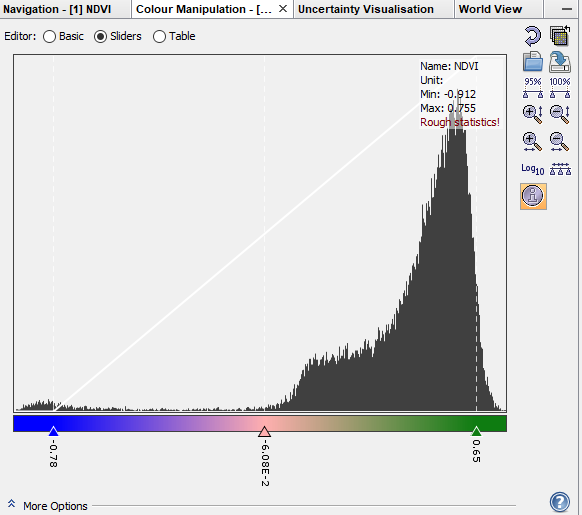 Navigation - [1] NDVI
Colour Manipulation - [...
Uncertainty Visualisation
World View
Editor: Basic Sliders Table
Name: NDVI
Unit:
Min: -0.912
Max: 0.755
Rough statistics!
95% 100%
Log10
-0.78
-6.08E-2
0.65
More Options